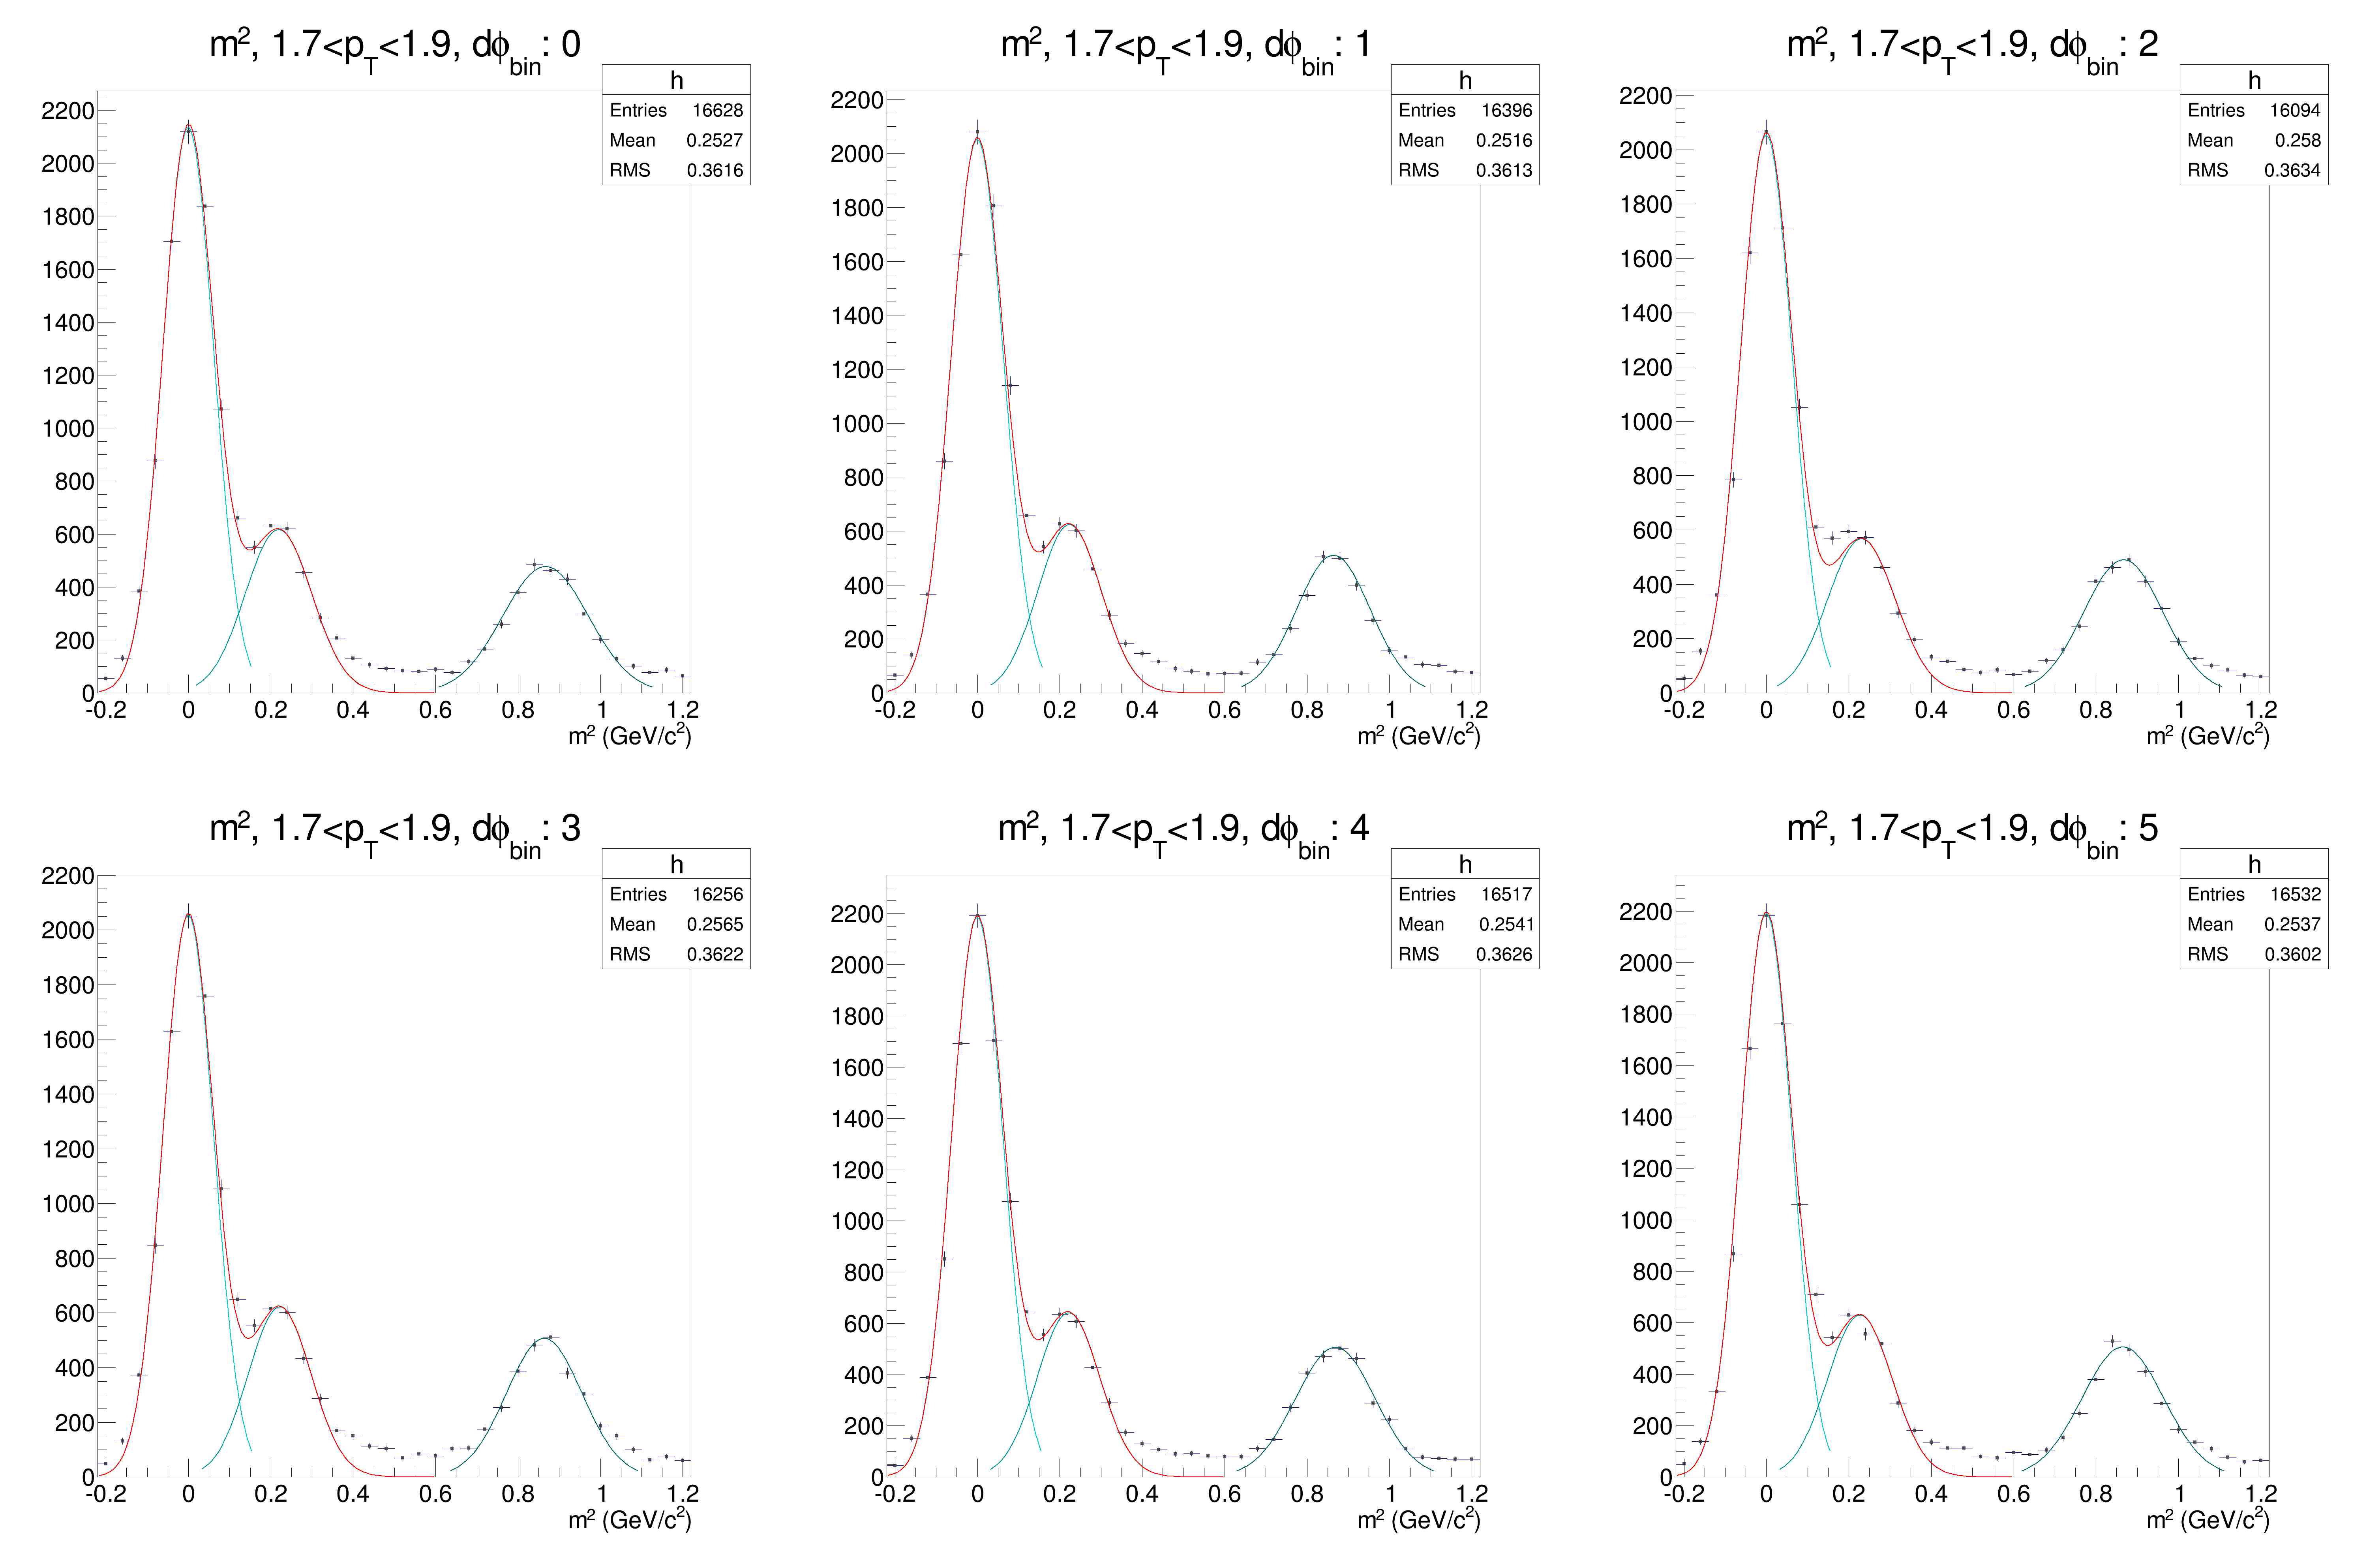 m², 1.7<p_T<1.9, dϕ_bin: 0
h
Entries 16628
Mean 0.2527
RMS 0.3616
2200
2000
1800
1600
1400
1200
1000
800
600
400
200
0
-0.2 0 0.2 0.4 0.6 0.8 1 1.2
m² (GeV/c²)
m², 1.7<p_T<1.9, dϕ_bin: 1
h
Entries 16396
Mean 0.2516
RMS 0.3613
2200
2000
1800
1600
1400
1200
1000
800
600
400
200
0
-0.2 0 0.2 0.4 0.6 0.8 1 1.2
m² (GeV/c²)
m², 1.7<p_T<1.9, dϕ_bin: 2
h
Entries 16094
Mean 0.258
RMS 0.3634
2200
2000
1800
1600
1400
1200
1000
800
600
400
200
0
-0.2 0 0.2 0.4 0.6 0.8 1 1.2
m² (GeV/c²)
m², 1.7<p_T<1.9, dϕ_bin: 3
h
Entries 16256
Mean 0.2565
RMS 0.3622
2200
2000
1800
1600
1400
1200
1000
800
600
400
200
0
-0.2 0 0.2 0.4 0.6 0.8 1 1.2
m² (GeV/c²)
m², 1.7<p_T<1.9, dϕ_bin: 4
h
Entries 16517
Mean 0.2541
RMS 0.3626
2200
2000
1800
1600
1400
1200
1000
800
600
400
200
0
-0.2 0 0.2 0.4 0.6 0.8 1 1.2
m² (GeV/c²)
m², 1.7<p_T<1.9, dϕ_bin: 5
h
Entries 16532
Mean 0.2537
RMS 0.3602
2200
2000
1800
1600
1400
1200
1000
800
600
400
200
0
-0.2 0 0.2 0.4 0.6 0.8 1 1.2
m² (GeV/c²)